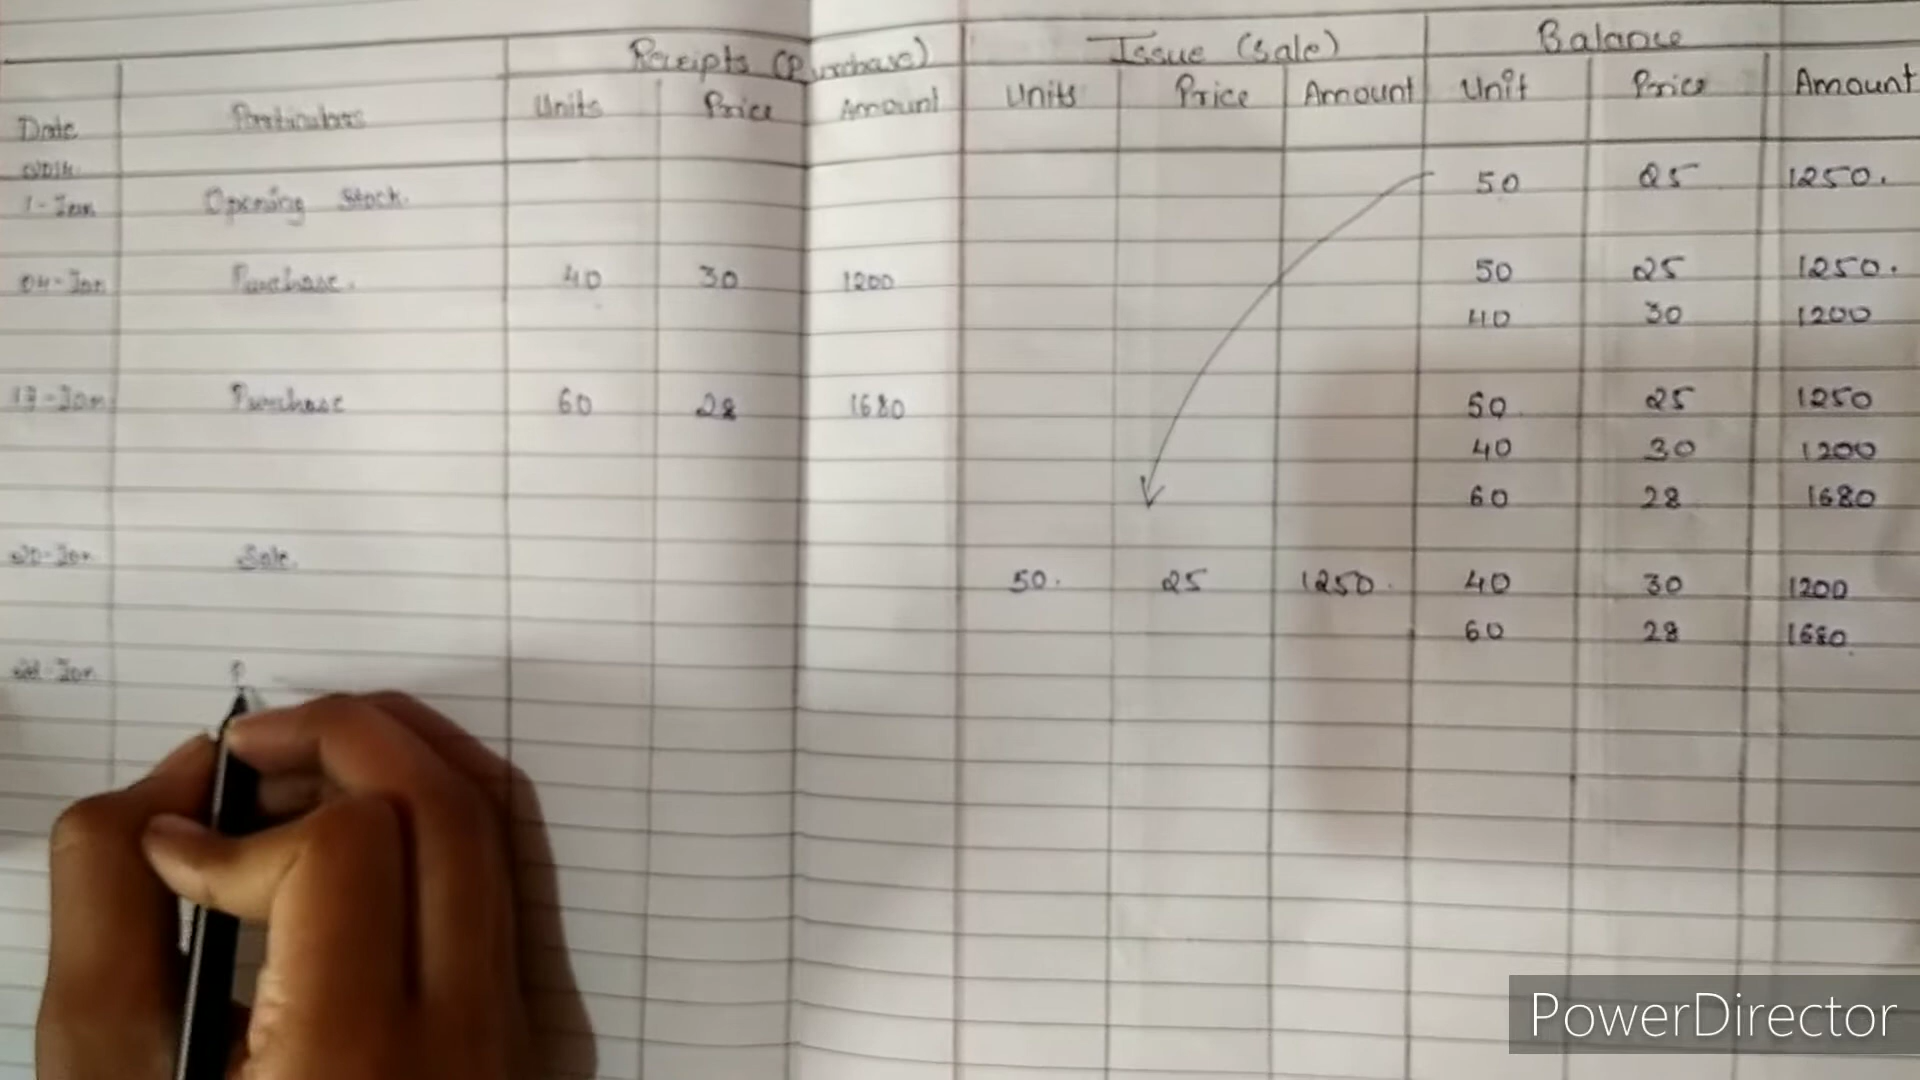 Receipts (Purchase) Issue (Sale) Balance
Date Particulars Units Price Amount Units Price Amount Unit Price Amount
1-Jan Opening Stock. 50 25 1250.
04-Jan Purchase. 40 30 1200 50 25 1250.
40 30 1200
Purchase 60 28 1680 50 25 1250
40 30 1200
60 28 1680
Sale. 50. 25 1250. 40 30 1200
60 28 1680.
PowerDirector